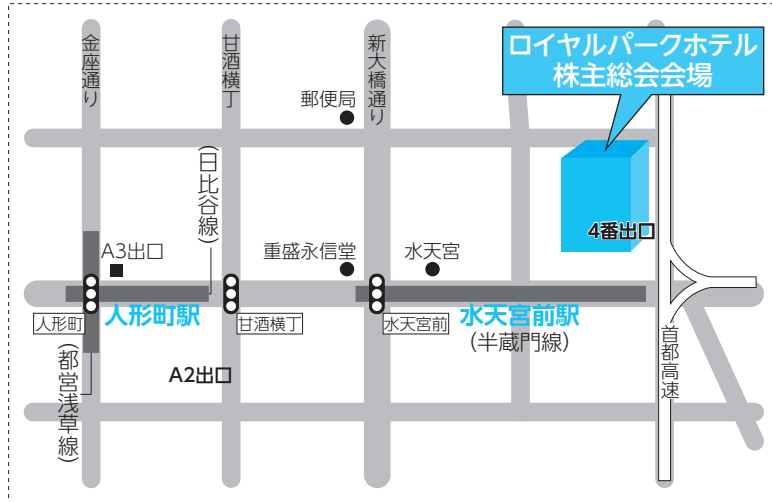 金座通り
甘酒横丁
新大橋通り
ロイヤルパークホテル
株主総会会場
郵便局
(日比谷線)
A3出口
重盛永信堂
水天宮
4番出口
人形町駅
水天宮前駅
(半蔵門線)
人形町
甘酒横丁
水天宮前
首都高速
(都営浅草線)
A2出口